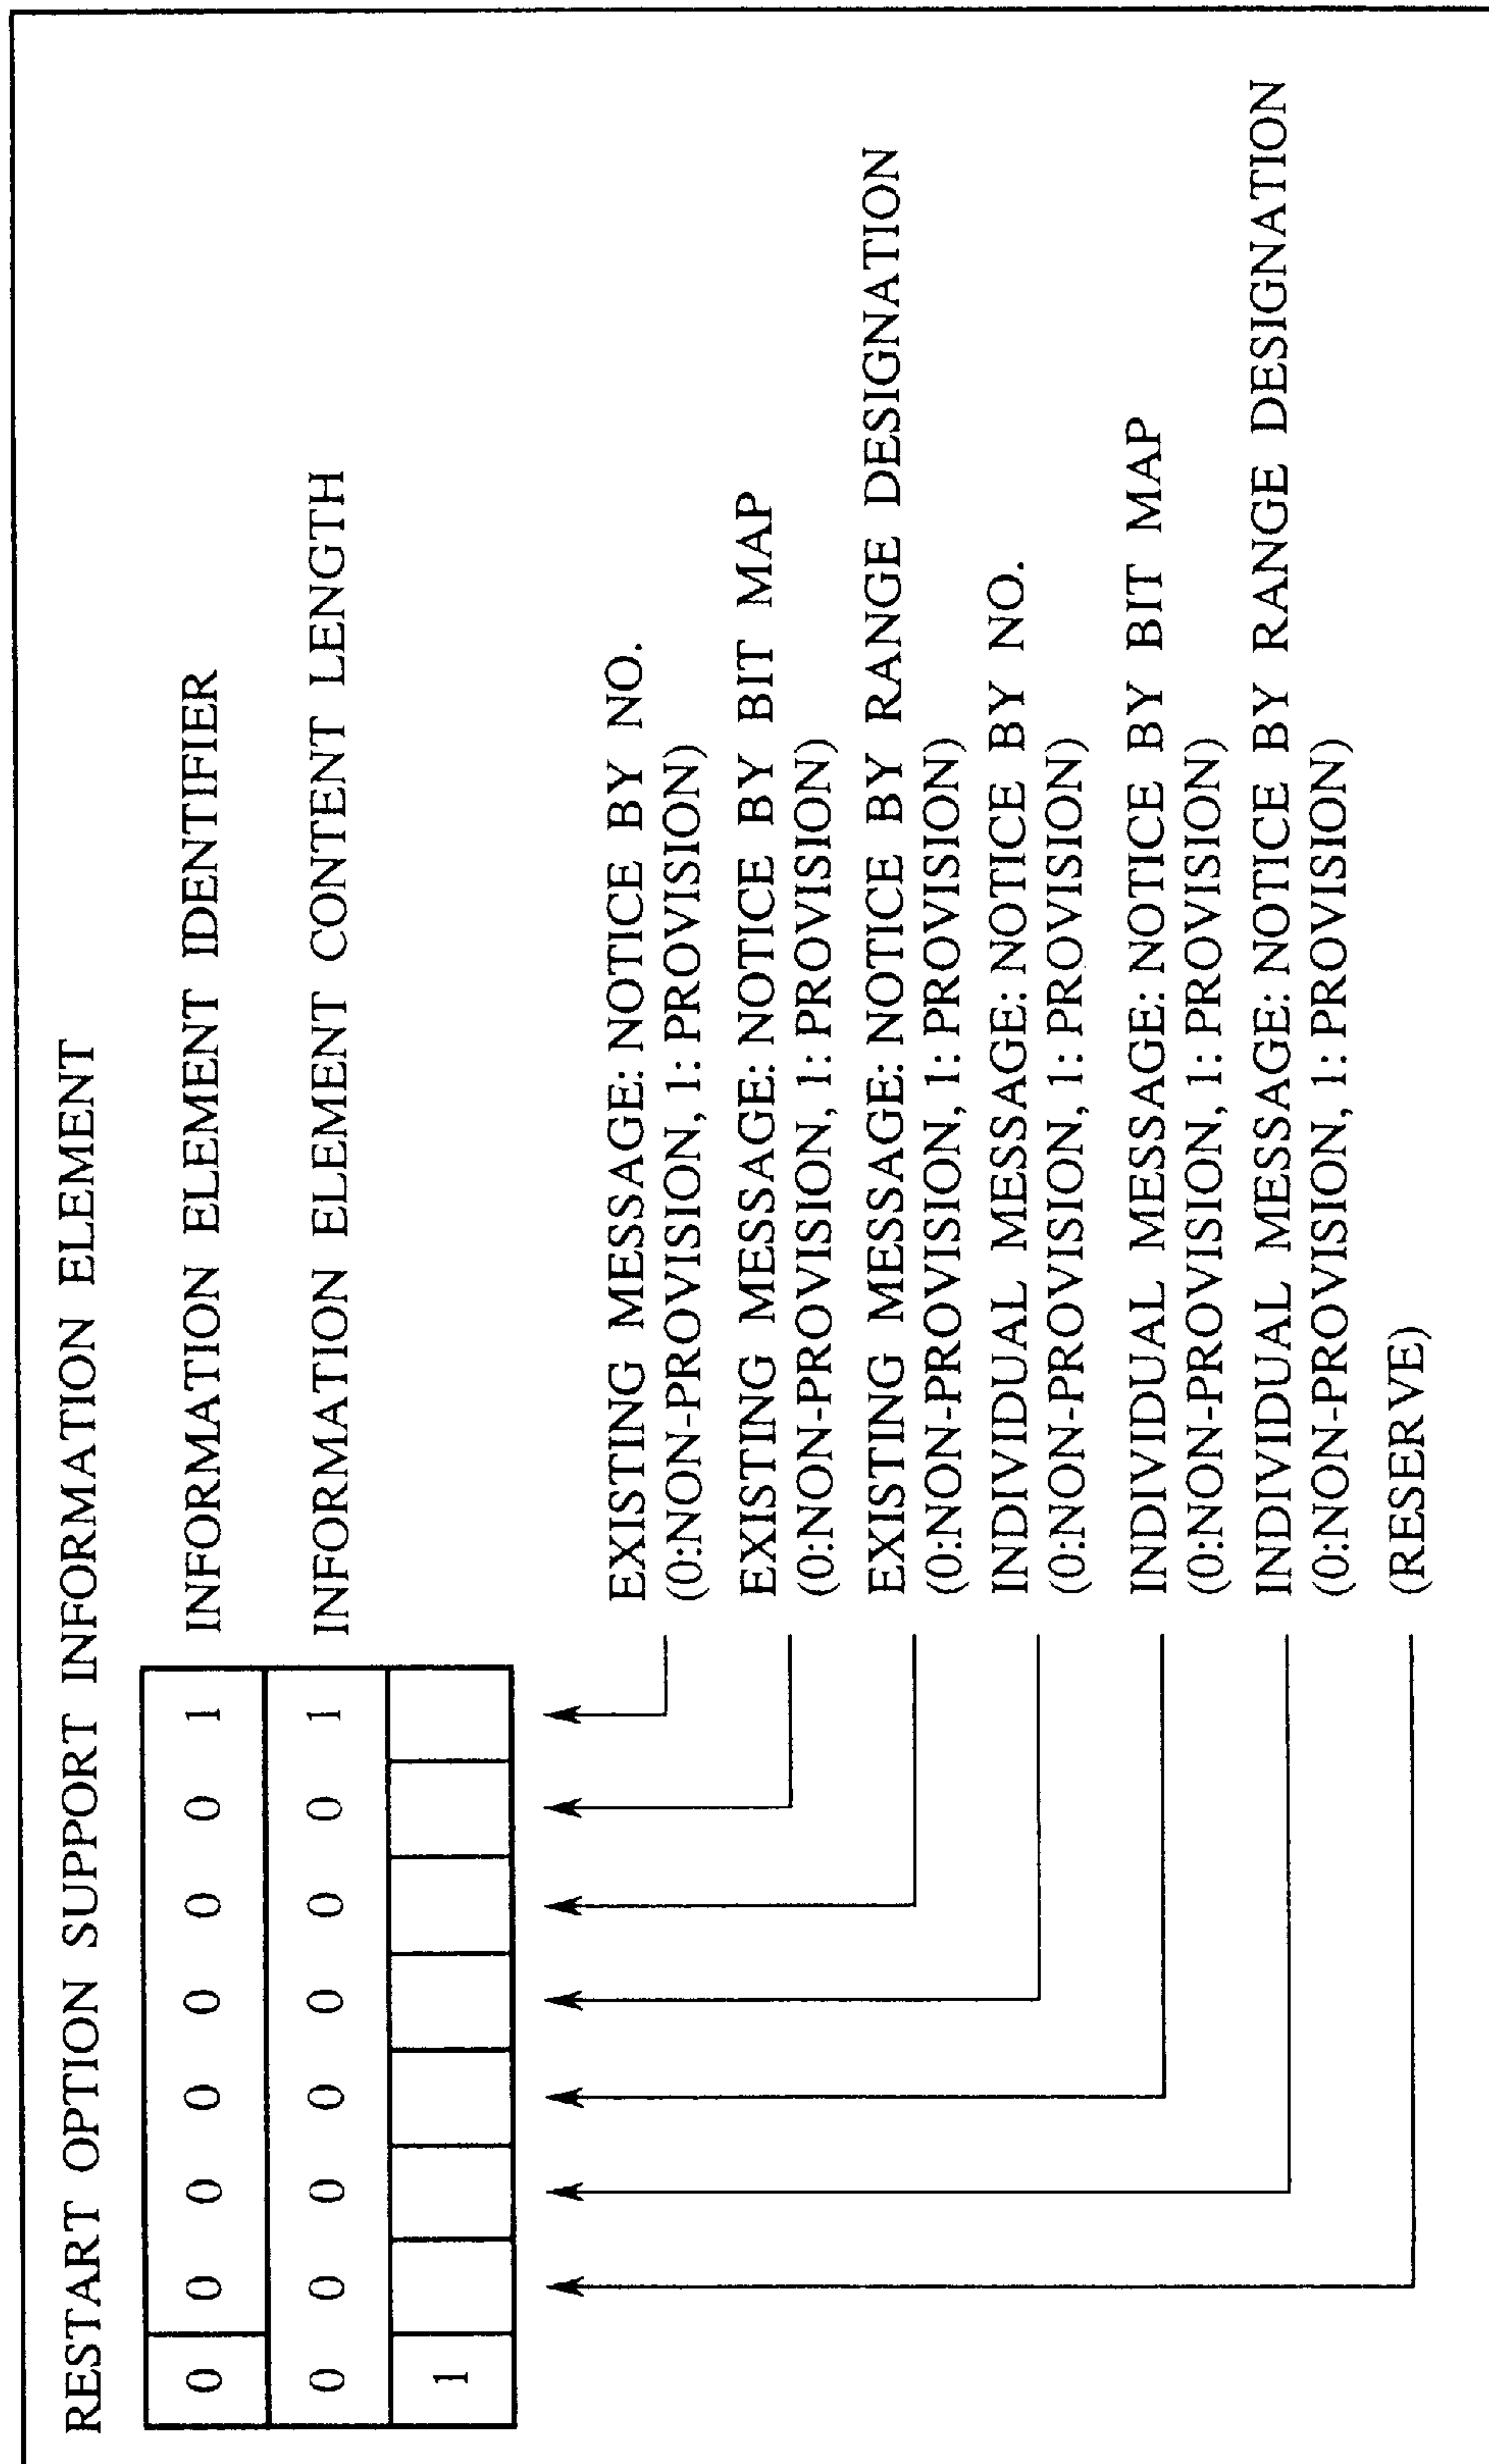 RESTART OPTION SUPPORT INFORMATION ELEMENT
0 0 0 0 0 0 0 1 INFORMATION ELEMENT IDENTIFIER
0 0 0 0 0 0 0 1 INFORMATION ELEMENT CONTENT LENGTH
1
EXISTING MESSAGE: NOTICE BY NO.
(0:NON-PROVISION, 1: PROVISION)
EXISTING MESSAGE: NOTICE BY BIT MAP
(0:NON-PROVISION, 1: PROVISION)
EXISTING MESSAGE: NOTICE BY RANGE DESIGNATION
(0:NON-PROVISION, 1: PROVISION)
INDIVIDUAL MESSAGE: NOTICE BY NO.
(0:NON-PROVISION, 1: PROVISION)
INDIVIDUAL MESSAGE: NOTICE BY BIT MAP
(0:NON-PROVISION, 1: PROVISION)
INDIVIDUAL MESSAGE: NOTICE BY RANGE DESIGNATION
(0:NON-PROVISION, 1: PROVISION)
(RESERVE)